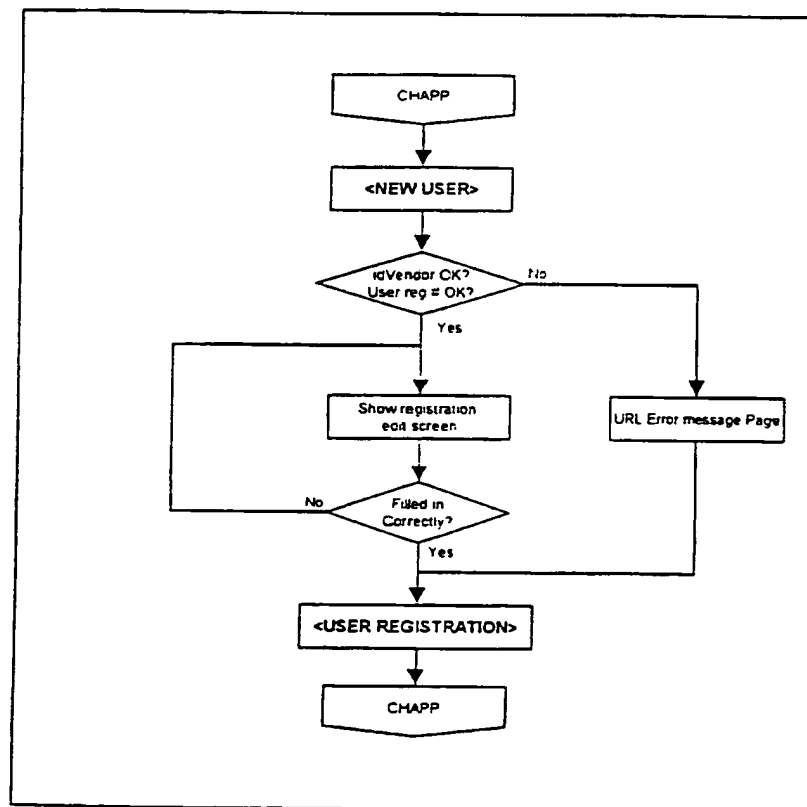 CHAPP
<NEW USER>
idVendor OK?
User reg # OK?
No
Yes
Show registration
edit screen
URL Error message Page
No
Filled in
Correctly?
Yes
<USER REGISTRATION>
CHAPP